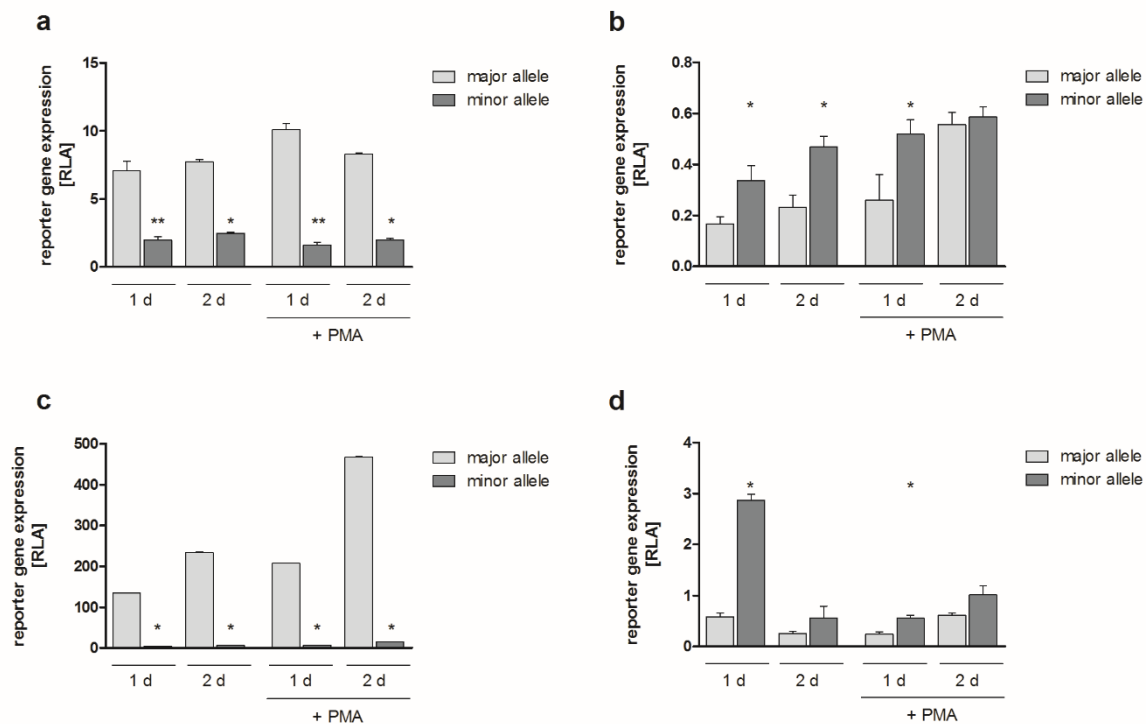 a
reporter gene expression
[RLA]
15
10
5
0
** * ** *
1 d 2 d 1 d 2 d
+ PMA
major allele
minor allele
b
reporter gene expression
[RLA]
0.8
0.6
0.4
0.2
0.0
* * *
1 d 2 d 1 d 2 d
+ PMA
major allele
minor allele
c
reporter gene expression
[RLA]
500
400
300
200
100
0
* * * *
1 d 2 d 1 d 2 d
+ PMA
major allele
minor allele
d
reporter gene expression
[RLA]
4
3
2
1
0
* *
1 d 2 d 1 d 2 d
+ PMA
major allele
minor allele